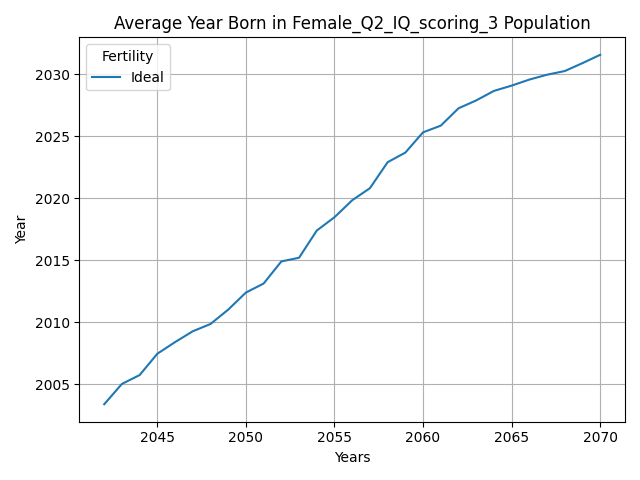 Average Year Born in Female_Q2_IQ_scoring_3 Population
Fertility
Ideal
Year
2030
2025
2020
2015
2010
2005
2045 2050 2055 2060 2065 2070
Years